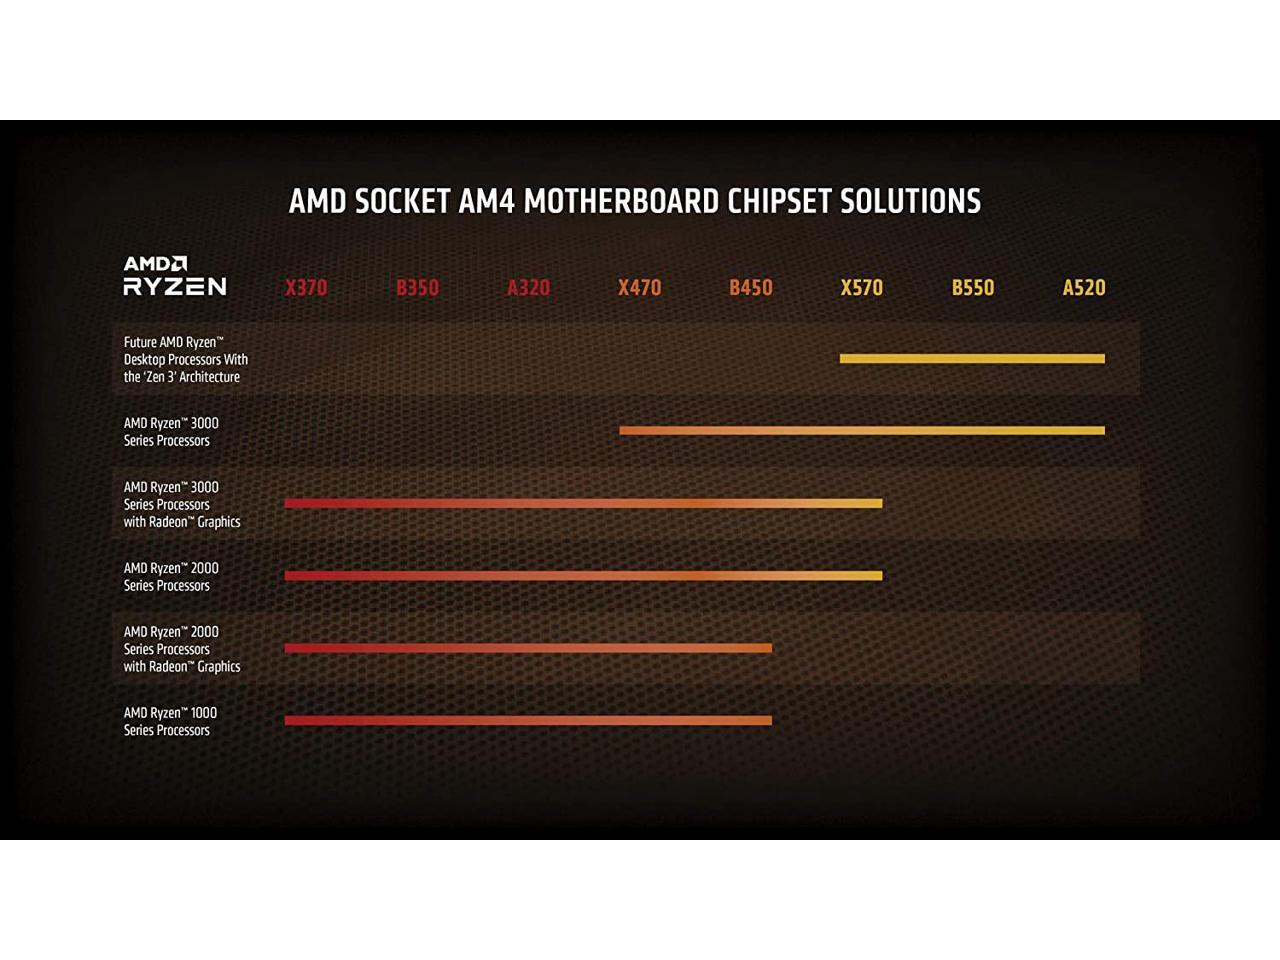 AMD SOCKET AM4 MOTHERBOARD CHIPSET SOLUTIONS
AMD
RYZEN
X370 B350 A320 X470 B450 X570 B550 A520
Future AMD Ryzen™
Desktop Processors With
the ‘Zen 3’ Architecture
AMD Ryzen™ 3000
Series Processors
AMD Ryzen™ 3000
Series Processors
with Radeon™ Graphics
AMD Ryzen™ 2000
Series Processors
AMD Ryzen™ 2000
Series Processors
with Radeon™ Graphics
AMD Ryzen™ 1000
Series Processors